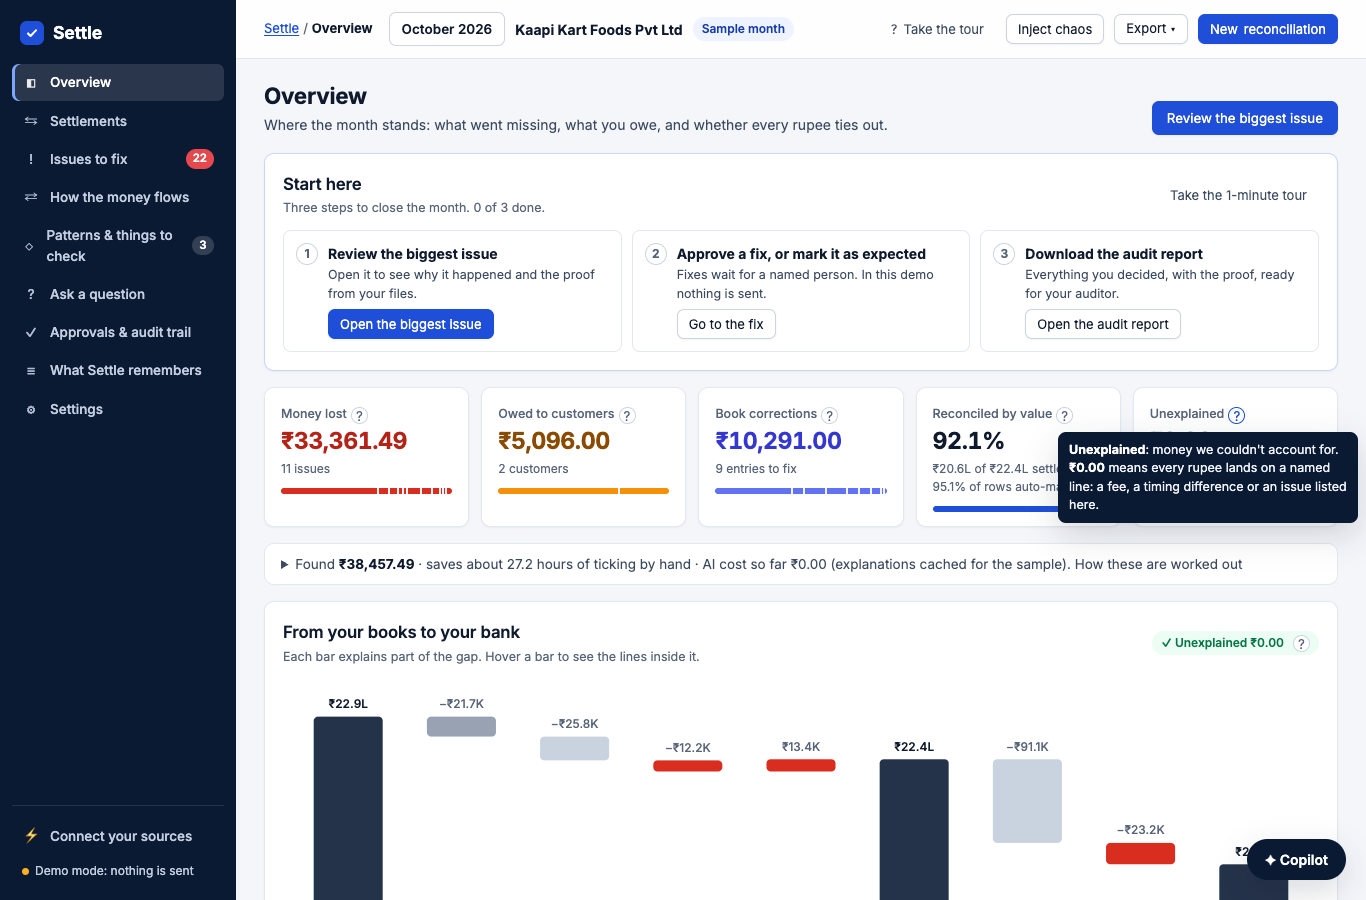 Settle
Overview
Settlements
! Issues to fix 22
How the money flows
Patterns & things to
check
3
? Ask a question
✓ Approvals & audit trail
What Settle remembers
Settings
Connect your sources
Demo mode: nothing is sent
Settle / Overview October 2026 Kaapi Kart Foods Pvt Ltd Sample month ? Take the tour Inject chaos Export New reconciliation
Overview
Where the month stands: what went missing, what you owe, and whether every rupee ties out.
Review the biggest issue
Start here
Three steps to close the month. 0 of 3 done.
Take the 1-minute tour
1 Review the biggest issue
Open it to see why it happened and the proof
from your files.
Open the biggest issue
2 Approve a fix, or mark it as expected
Fixes wait for a named person. In this demo
nothing is sent.
Go to the fix
3 Download the audit report
Everything you decided, with the proof, ready
for your auditor.
Open the audit report
Money lost ?
₹33,361.49
11 issues
Owed to customers ?
₹5,096.00
2 customers
Book corrections ?
₹10,291.00
9 entries to fix
Reconciled by value ?
92.1%
₹20.6L of ₹22.4L
95.1% of rows
Unexplained ?
Unexplained: money we couldn't account for.
₹0.00 means every rupee lands on a named
line: a fee, a timing difference or an issue listed
here.
Found ₹38,457.49 · saves about 27.2 hours of ticking by hand · AI cost so far ₹0.00 (explanations cached for the sample). How these are worked out
From your books to your bank
Each bar explains part of the gap. Hover a bar to see the lines inside it.
✓ Unexplained ₹0.00 ?
₹22.9L
−₹21.7K
−₹25.8K
−₹12.2K
₹13.4K
₹22.4L
−₹91.1K
−₹23.2K
Copilot